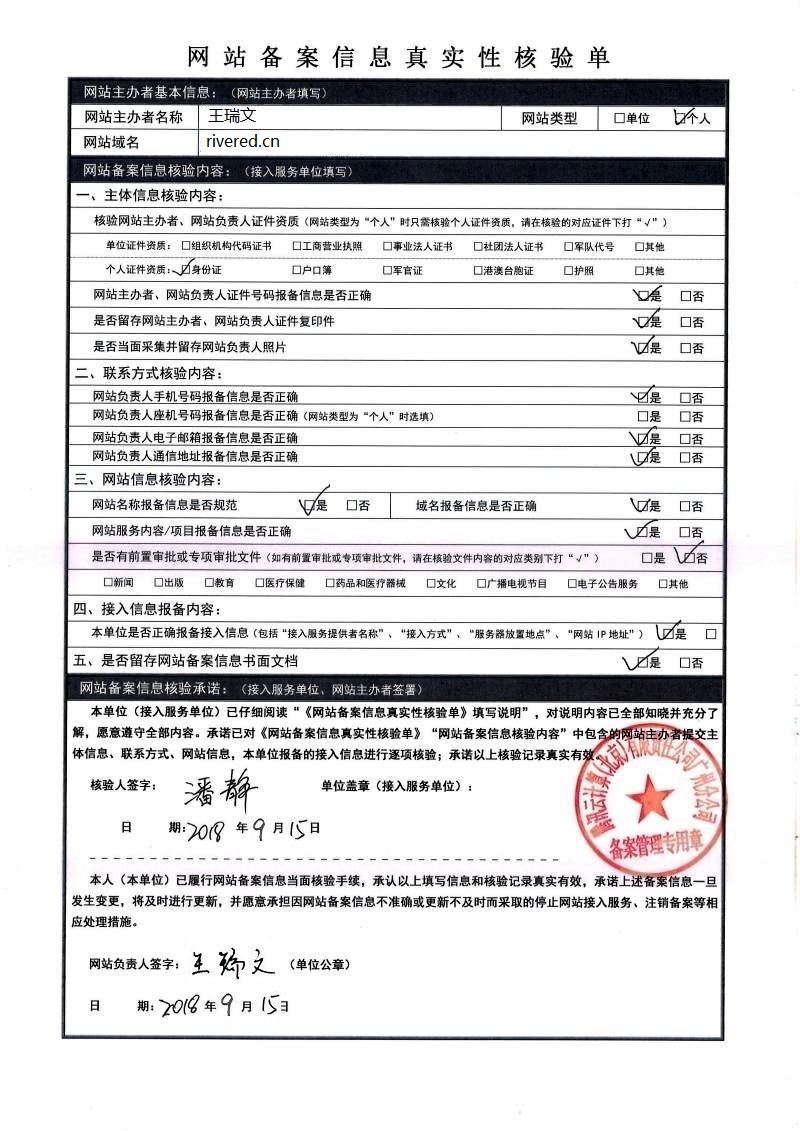 网站备案信息真实性核验单
网站主办者基本信息：（网站主办者填写）
网站主办者名称 王瑞文 网站类型 □单位 ☑个人
网站域名 rivered.cn
网站备案信息核验内容：（接入服务单位填写）
一、主体信息核验内容：
核验网站主办者、网站负责人证件资质（网站类型为“个人”时只需核验个人证件资质，请在核验的对应证件下打“√”）
单位证件资质：□组织机构代码证书 □工商营业执照 □事业法人证书 □社团法人证书 □军队代号 □其他
个人证件资质：☑身份证 □户口簿 □军官证 □港澳台胞证 □护照 □其他
网站主办者、网站负责人证件号码报备信息是否正确 ☑是 □否
是否留存网站主办者、网站负责人证件复印件 ☑是 □否
是否当面采集并留存网站负责人照片 ☑是 □否
二、联系方式核验内容：
网站负责人手机号码报备信息是否正确 ☑是 □否
网站负责人座机号码报备信息是否正确（网站类型为“个人”时选填） □是 □否
网站负责人电子邮箱报备信息是否正确 ☑是 □否
网站负责人通信地址报备信息是否正确 ☑是 □否
三、网站信息核验内容：
网站名称报备信息是否规范 ☑是 □否 域名报备信息是否正确 ☑是 □否
网站服务内容/项目报备信息是否正确 ☑是 □否
是否有前置审批或专项审批文件（如有前置审批或专项审批文件，请在核验文件内容的对应类别下打“√”） □是 ☑否
□新闻 □出版 □教育 □医疗保健 □药品和医疗器械 □文化 □广播电视节目 □电子公告服务 □其他
四、接入信息报备内容：
本单位是否正确报备接入信息（包括“接入服务提供者名称”、“接入方式”、“服务器放置地点”、“网站 IP 地址”） ☑是 □
五、是否留存网站备案信息书面文档 ☑是 □否
网站备案信息核验承诺：（接入服务单位、网站主办者签署）
本单位（接入服务单位）已仔细阅读“《网站备案信息真实性核验单》填写说明”，对说明内容已全部知晓并充分了
解，愿意遵守全部内容。承诺已对《网站备案信息真实性核验单》“网站备案信息核验内容”中包含的网站主办者提交主
体信息、联系方式、网站信息，本单位报备的接入信息进行逐项核验；承诺以上核验记录真实有效。
核验人签字：潘静 单位盖章（接入服务单位）：
日 期：2018 年 9 月 15 日
腾讯云计算（北京）有限责任公司广州分公司
备案管理专用章
本人（本单位）已履行网站备案信息当面核验手续，承认以上填写信息和核验记录真实有效，承诺上述备案信息一旦
发生变更，将及时进行更新，并愿意承担因网站备案信息不准确或更新不及时而采取的停止网站接入服务、注销备案等相
应处理措施。
网站负责人签字：王瑞文（单位公章）
日 期：2018 年 9 月 15 日